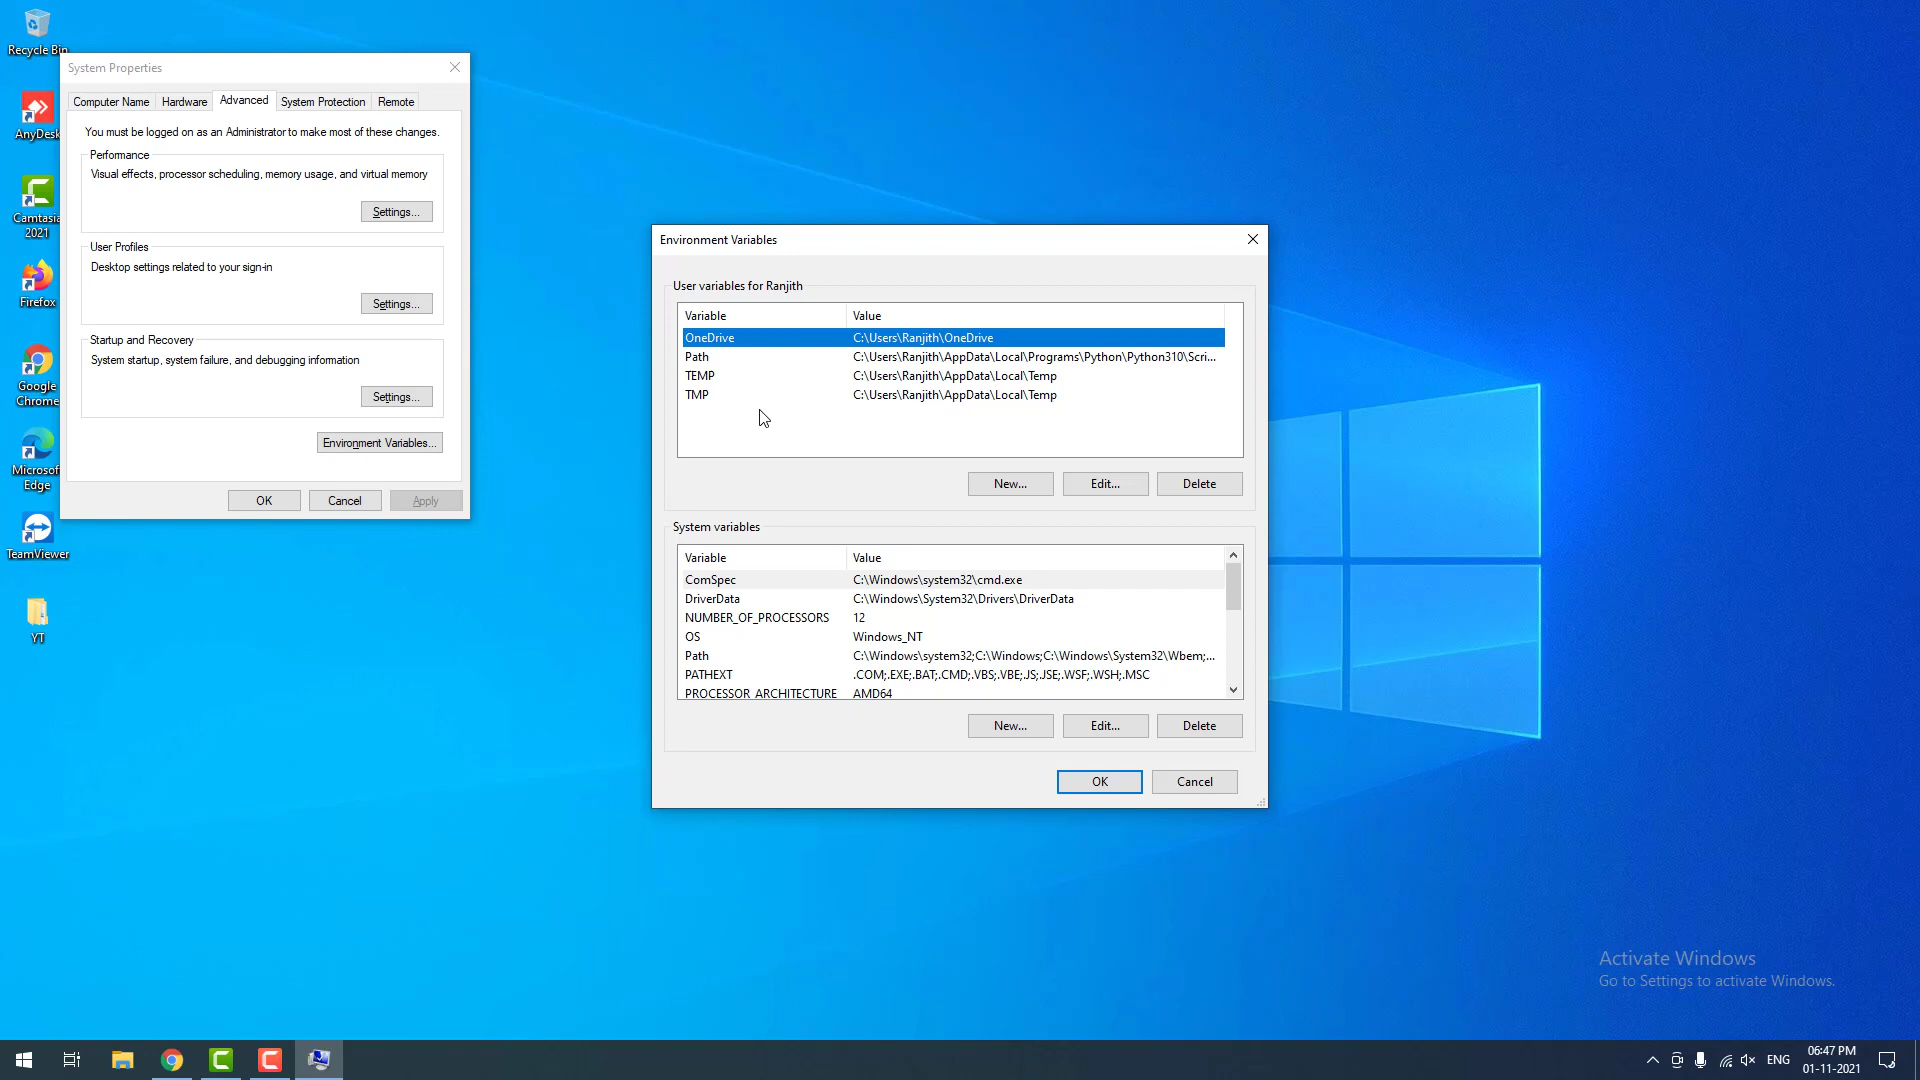 Recycle Bin
AnyDesk
Camtasia
2021
Firefox
Google
Chrome
Microsoft
Edge
TeamViewer
YT
System Properties
Computer Name
Hardware
Advanced
System Protection
Remote
You must be logged on as an Administrator to make most of these changes.
Performance
Visual effects, processor scheduling, memory usage, and virtual memory
Settings...
User Profiles
Desktop settings related to your sign-in
Settings...
Startup and Recovery
System startup, system failure, and debugging information
Settings...
Environment Variables...
OK
Cancel
Apply
Environment Variables
User variables for Ranjith
Variable Value
OneDrive C:\Users\Ranjith\OneDrive
Path C:\Users\Ranjith\AppData\Local\Programs\Python\Python310\Scri...
TEMP C:\Users\Ranjith\AppData\Local\Temp
TMP C:\Users\Ranjith\AppData\Local\Temp
New...
Edit...
Delete
System variables
Variable Value
ComSpec C:\Windows\system32\cmd.exe
DriverData C:\Windows\System32\Drivers\DriverData
NUMBER_OF_PROCESSORS 12
OS Windows_NT
Path C:\Windows\system32;C:\Windows;C:\Windows\System32\Wbem;...
PATHEXT .COM;.EXE;.BAT;.CMD;.VBS;.VBE;.JS;.JSE;.WSF;.WSH;.MSC
PROCESSOR_ARCHITECTURE AMD64
New...
Edit...
Delete
OK
Cancel
Activate Windows
Go to Settings to activate Windows.
ENG
06:47 PM
01-11-2021